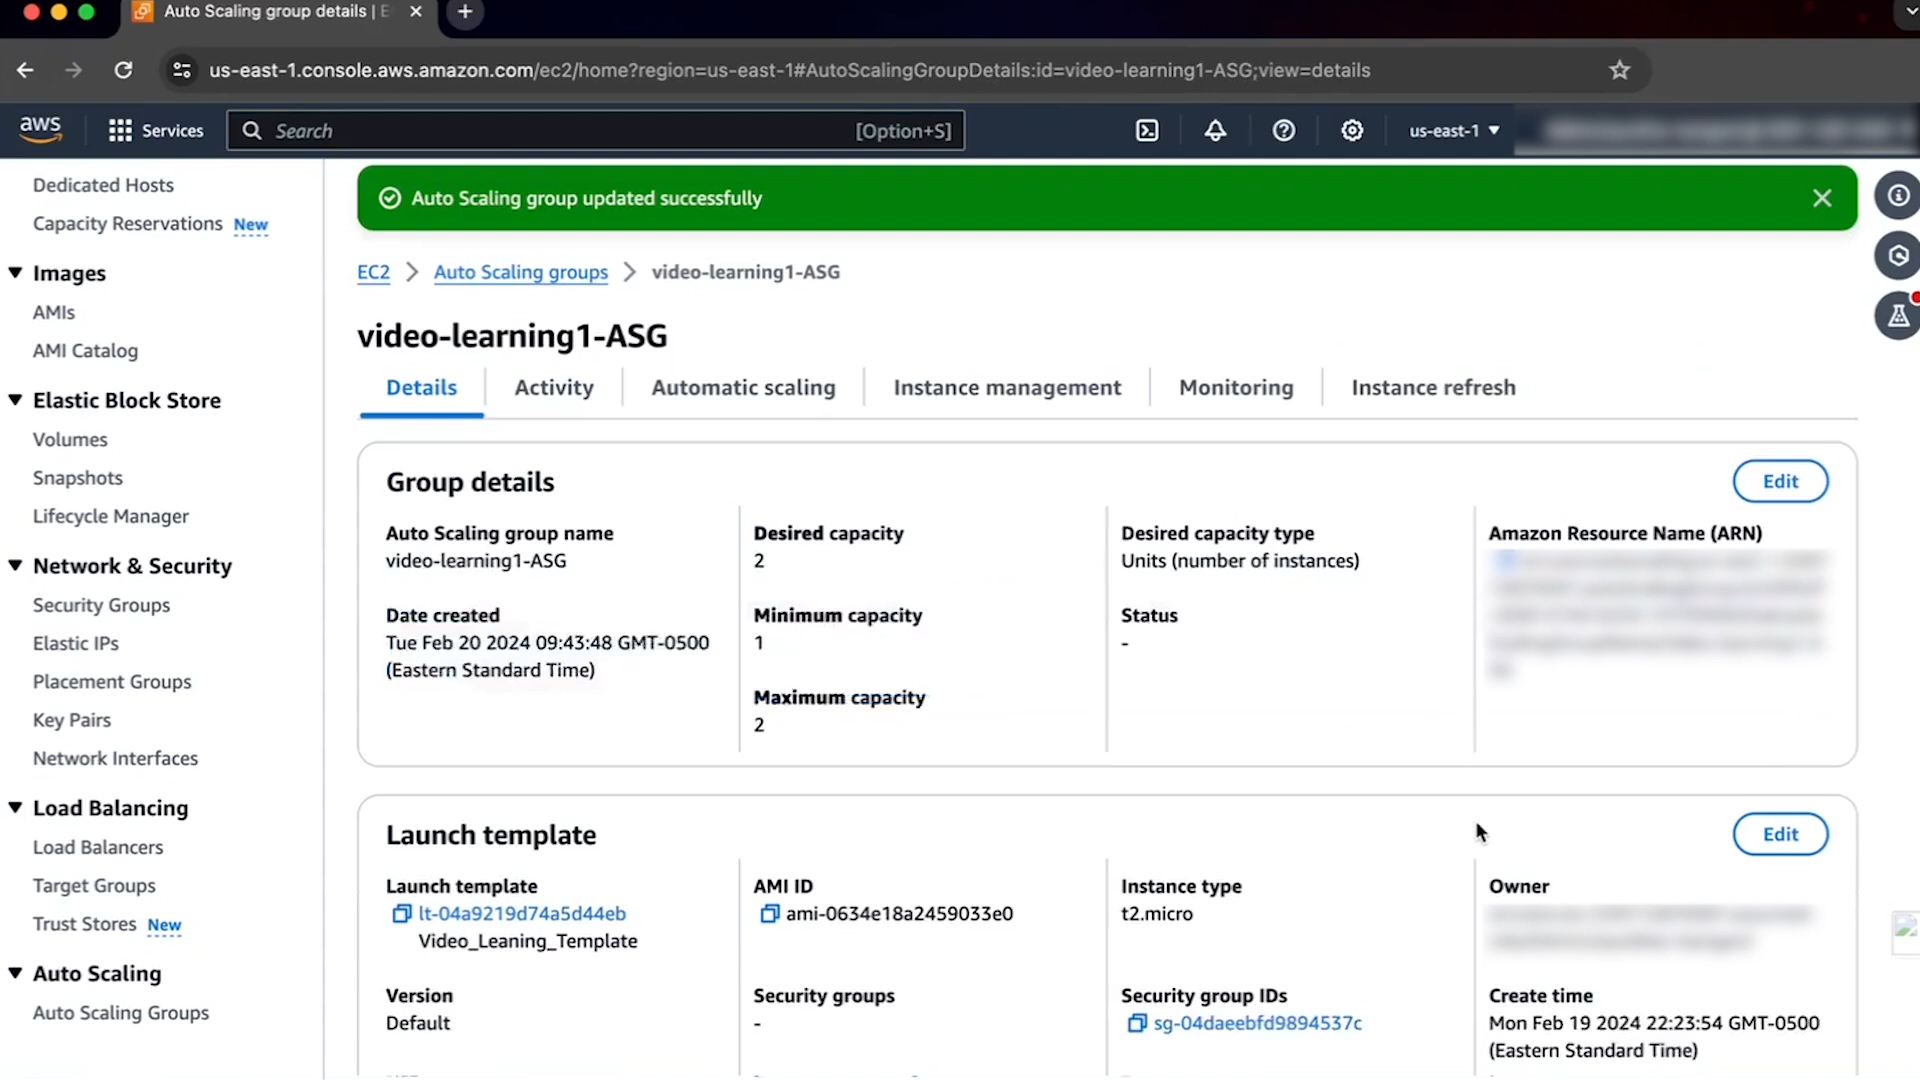 Auto Scaling group details | E
us-east-1.console.aws.amazon.com/ec2/home?region=us-east-1#AutoScalingGroupDetails:id=video-learning1-ASG;view=details
aws
Services
Search
[Option+S]
us-east-1
Dedicated Hosts
Capacity Reservations New
Images
AMIs
AMI Catalog
Elastic Block Store
Volumes
Snapshots
Lifecycle Manager
Network & Security
Security Groups
Elastic IPs
Placement Groups
Key Pairs
Network Interfaces
Load Balancing
Load Balancers
Target Groups
Trust Stores New
Auto Scaling
Auto Scaling Groups
Auto Scaling group updated successfully
EC2 > Auto Scaling groups > video-learning1-ASG
video-learning1-ASG
Details
Activity
Automatic scaling
Instance management
Monitoring
Instance refresh
Group details
Edit
Auto Scaling group name
video-learning1-ASG
Date created
Tue Feb 20 2024 09:43:48 GMT-0500
(Eastern Standard Time)
Desired capacity
2
Minimum capacity
1
Maximum capacity
2
Desired capacity type
Units (number of instances)
Status
-
Amazon Resource Name (ARN)
Launch template
Edit
Launch template
lt-04a9219d74a5d44eb
Video_Leaning_Template
Version
Default
AMI ID
ami-0634e18a2459033e0
Security groups
-
Instance type
t2.micro
Security group IDs
sg-04daeebfd9894537c
Owner
Create time
Mon Feb 19 2024 22:23:54 GMT-0500
(Eastern Standard Time)